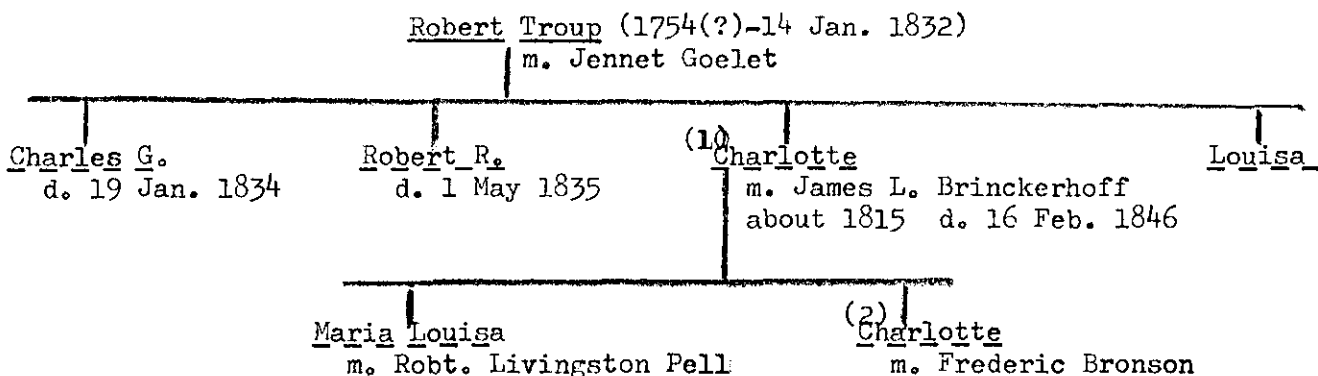 Robert Troup (1754(?)-14 Jan. 1832)
m. Jennet Goelet
Charles G.
d. 19 Jan. 1834
Robert R.
d. 1 May 1835
(1)
Charlotte
m. James L. Brinckerhoff
about 1815 d. 16 Feb. 1846
Louisa
Maria Louisa
m. Robt. Livingston Pell
(2)
Charlotte
m. Frederic Bronson